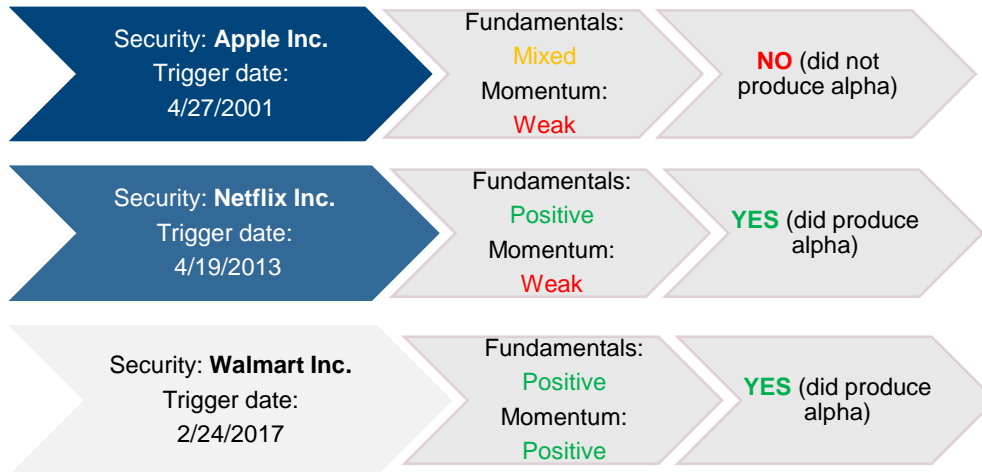 Security: Apple Inc.
Trigger date:
4/27/2001
Fundamentals:
Mixed
Momentum:
Weak
NO (did not
produce alpha)
Security: Netflix Inc.
Trigger date:
4/19/2013
Fundamentals:
Positive
Momentum:
Weak
YES (did produce
alpha)
Security: Walmart Inc.
Trigger date:
2/24/2017
Fundamentals:
Positive
Momentum:
Positive
YES (did produce
alpha)